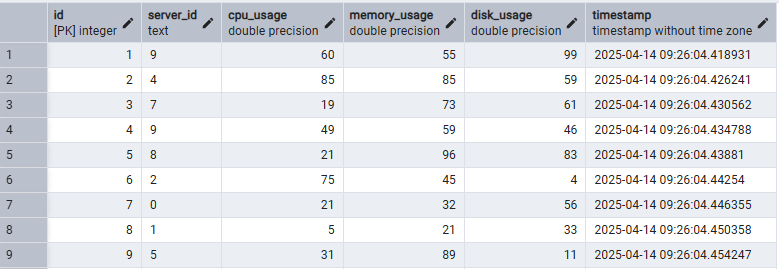 id server_id cpu_usage memory_usage disk_usage timestamp
[PK] integer text double precision double precision double precision timestamp without time zone
1 1 9 60 55 99 2025-04-14 09:26:04.418931
2 2 4 85 85 59 2025-04-14 09:26:04.426241
3 3 7 19 73 61 2025-04-14 09:26:04.430562
4 4 9 49 59 46 2025-04-14 09:26:04.434788
5 5 8 21 96 83 2025-04-14 09:26:04.43881
6 6 2 75 45 4 2025-04-14 09:26:04.44254
7 7 0 21 32 56 2025-04-14 09:26:04.446355
8 8 1 5 21 33 2025-04-14 09:26:04.450358
9 9 5 31 89 11 2025-04-14 09:26:04.454247